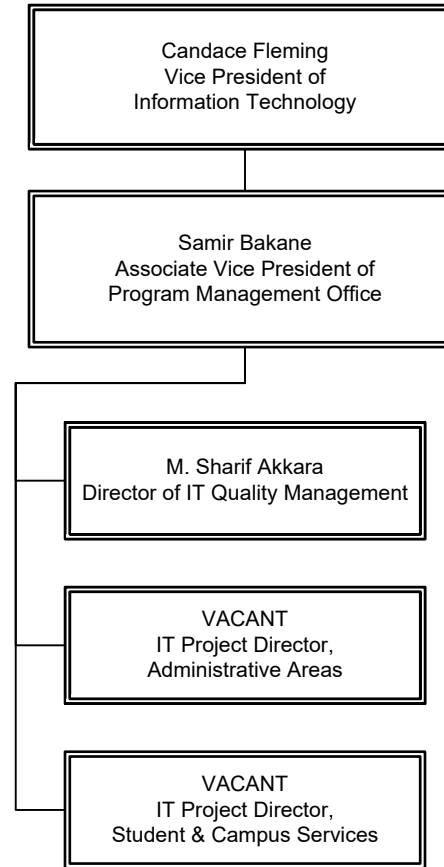 Candace Fleming
Vice President of
Information Technology
Samir Bakane
Associate Vice President of
Program Management Office
M. Sharif Akkara
Director of IT Quality Management
VACANT
IT Project Director,
Administrative Areas
VACANT
IT Project Director,
Student & Campus Services